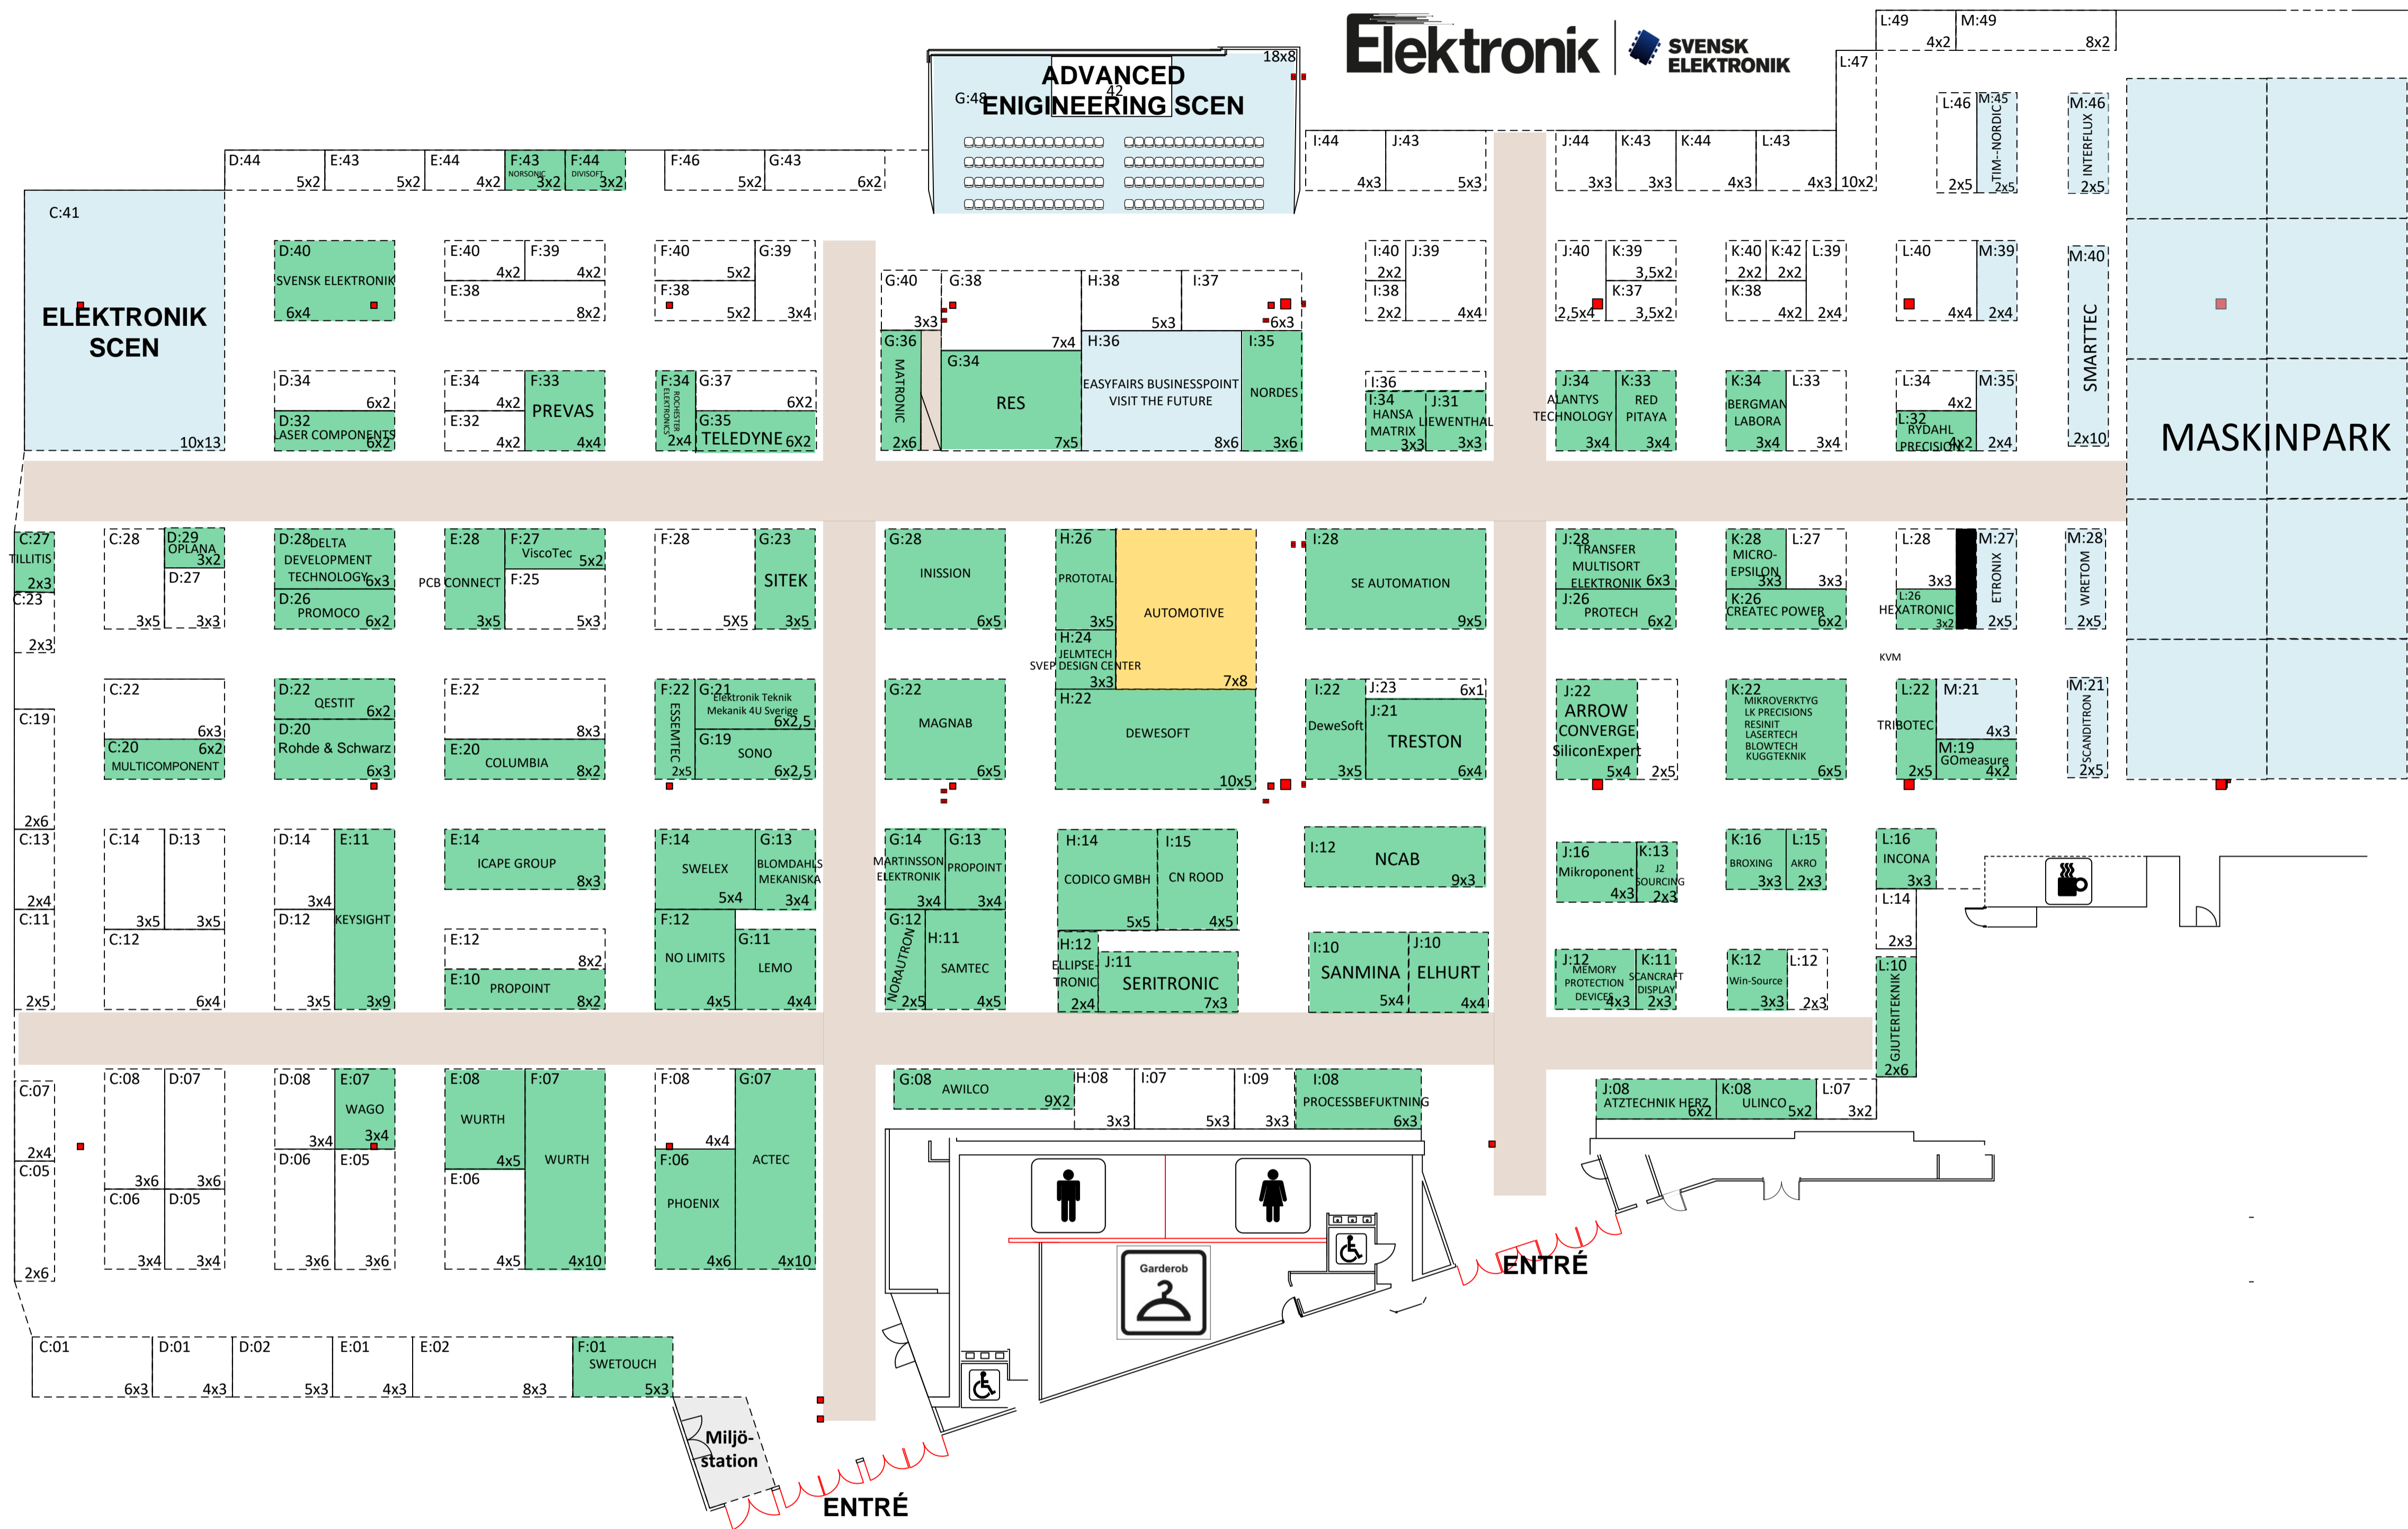 Elektronik
SVENSK
ELEKTRONIK
L:49
4x2
M:49
8x2
L:47
10x2
18x8
ADVANCED
42
G:48
ENIGINEERING SCEN
L:46
2x5
M:45
TIM--NORDIC
2x5
M:46
INTERFLUX
2x5
D:44
5x2
E:43
5x2
E:44
4x2
F:43
NORSONIC
3x2
F:44
DIVISOFT
3x2
F:46
5x2
G:43
6x2
I:44
4x3
J:43
5x3
J:44
3x3
K:43
3x3
K:44
4x3
L:43
4x3
C:41
ELEKTRONIK
SCEN
10x13
D:40
SVENSK ELEKTRONIK
6x4
E:40
4x2
F:39
4x2
E:38
8x2
F:40
5x2
G:39
3x4
F:38
5x2
G:40
3x3
G:38
7x4
H:38
5x3
I:37
6x3
I:40
2x2
J:39
4x4
I:38
2x2
J:40
2,5x4
K:39
3,5x2
K:37
3,5x2
K:40
2x2
K:42
2x2
L:39
2x4
K:38
4x2
L:40
4x4
M:39
2x4
M:40
SMARTTEC
2x10
D:34
6x2
D:32
LASER COMPONENTS
6x2
E:34
4x2
E:32
4x2
F:33
PREVAS
4x4
F:34
ROCHESTER
ELEKTRONICS
2x4
G:37
6X2
G:35
TELEDYNE
6X2
G:36
MATRONIC
2x6
G:34
RES
7x5
H:36
EASYFAIRS BUSINESSPOINT
VISIT THE FUTURE
8x6
I:35
NORDES
3x6
I:36
I:34
HANSA
MATRIX
3x3
J:31
LIEWENTHAL
3x3
J:34
ALANTYS
TECHNOLOGY
3x4
K:33
RED
PITAYA
3x4
K:34
BERGMAN
LABORA
3x4
L:33
3x4
L:34
4x2
L:32
RYDAHL
PRECISION
4x2
M:35
2x4
MASKINPARK
C:27
TILLITIS
2x3
C:23
2x3
C:28
3x5
D:29
OPLANA
3x2
D:27
3x3
D:28
DELTA
DEVELOPMENT
TECHNOLOGY
6x3
D:26
PROMOCO
6x2
E:28
PCB CONNECT
3x5
F:27
ViscoTec
5x2
F:25
5x3
F:28
5X5
G:23
SITEK
3x5
G:28
INISSION
6x5
H:26
PROTOTAL
3x5
H:24
JELMTECH
SVEP DESIGN CENTER
3x3
AUTOMOTIVE
7x8
I:28
SE AUTOMATION
9x5
J:28
TRANSFER
MULTISORT
ELEKTRONIK
6x3
J:26
PROTECH
6x2
K:28
MICRO-
EPSILON
3x3
L:27
3x3
K:26
CREATEC POWER
6x2
L:28
3x3
L:26
HEXATRONIC
3x2
M:27
ETRONIX
2x5
M:28
WRETOM
2x5
KVM
C:19
2x6
C:22
6x3
C:20
6x2
MULTICOMPONENT
D:22
QESTIT
6x2
D:20
Rohde & Schwarz
6x3
E:22
8x3
E:20
COLUMBIA
8x2
F:22
ESSEMTEC
2x5
G:21
Elektronik Teknik
Mekanik 4U Sverige
6x2,5
G:19
SONO
6x2,5
G:22
MAGNAB
6x5
H:22
DEWESOFT
10x5
I:22
DeweSoft
3x5
J:23
6x1
J:21
TRESTON
6x4
J:22
ARROW
CONVERGE
SiliconExpert
5x4
2x5
K:22
MIKROVERKTYG
LK PRECISIONS
RESINIT
LASERTECH
BLOWTECH
KUGGTEKNIK
6x5
L:22
TRIBOTEC
2x5
M:21
4x3
M:19
GOmeasure
4x2
M:21
SCANDITRON
2x5
C:13
2x4
C:11
2x5
C:14
3x5
D:13
3x5
C:12
6x4
D:14
3x4
D:12
3x5
E:11
KEYSIGHT
3x9
E:14
ICAPE GROUP
8x3
E:12
8x2
E:10
PROPOINT
8x2
F:14
SWELEX
5x4
G:13
BLOMDAHLS
MEKANISKA
3x4
F:12
NO LIMITS
4x5
G:11
LEMO
4x4
G:14
MARTINSSON
ELEKTRONIK
3x4
G:13
PROPOINT
3x4
G:12
NORAUTRON
2x5
H:11
SAMTEC
4x5
H:14
CODICO GMBH
5x5
I:15
CN ROOD
4x5
H:12
ELLIPSE-
TRONIC
2x4
J:11
SERITRONIC
7x3
I:12
NCAB
9x3
I:10
SANMINA
5x4
J:10
ELHURT
4x4
J:16
Mikroponent
4x3
K:13
J2
SOURCING
2x3
J:12
MEMORY
PROTECTION
DEVICES
4x3
K:11
SCANCRAFT
DISPLAY
2x3
K:16
BROXING
3x3
L:15
AKRO
2x3
K:12
Win-Source
3x3
L:12
2x3
L:16
INCONA
3x3
L:14
2x3
L:10
GJUTERITEKNIK
2x6
C:07
2x4
C:05
2x6
C:08
3x6
D:07
3x6
C:06
3x4
D:05
3x4
D:08
3x4
E:07
WAGO
3x4
D:06
3x6
E:05
3x6
E:08
WURTH
4x5
E:06
4x5
F:07
WURTH
4x10
F:08
4x4
F:06
PHOENIX
4x6
G:07
ACTEC
4x10
G:08
AWILCO
9X2
H:08
3x3
I:07
5x3
I:09
3x3
I:08
PROCESSBEFUKTNING
6x3
J:08
ATZTECHNIK HERZ
6x2
K:08
ULINCO
5x2
L:07
3x2
Garderob
ENTRÉ
C:01
6x3
D:01
4x3
D:02
5x3
E:01
4x3
E:02
8x3
F:01
SWETOUCH
5x3
Miljö-
station
ENTRÉ